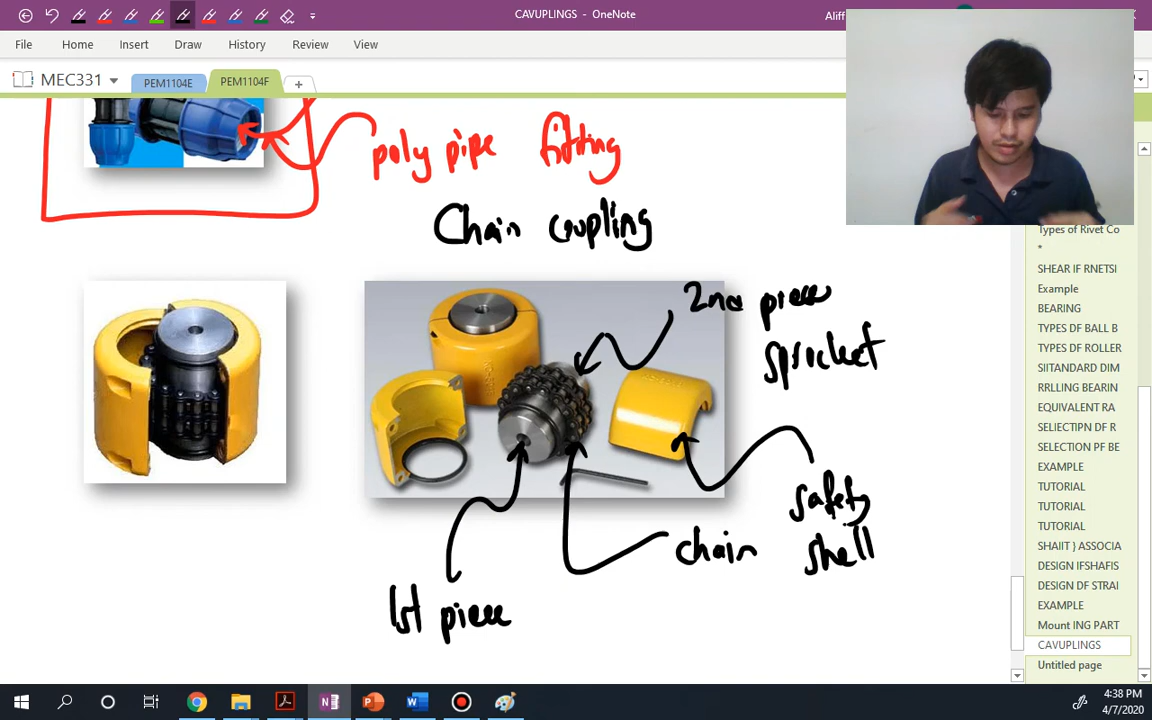 CAVUPLINGS - OneNote
Aliff
File Home Insert Draw History Review View
MEC331 PEM1104E PEM1104F
poly pipe fitting
Chain coupling
2nd piece
sprocket
safety
shell
chain
1st piece
Types of Rivet Co
*
SHEAR IF RNETSI
Example
BEARING
TYPES DF BALL B
TYPES DF ROLLER
SIITANDARD DIM
RRLLING BEARIN
EQUIVALENT RA
SELIECTIPN DF R
SELECTION PF BE
EXAMPLE
TUTORIAL
TUTORIAL
TUTORIAL
SHAIIT } ASSOCIA
DESIGN IFSHAFIS
DESIGN DF STRAI
EXAMPLE
Mount ING PART
CAVUPLINGS
Untitled page
4:38 PM
4/7/2020